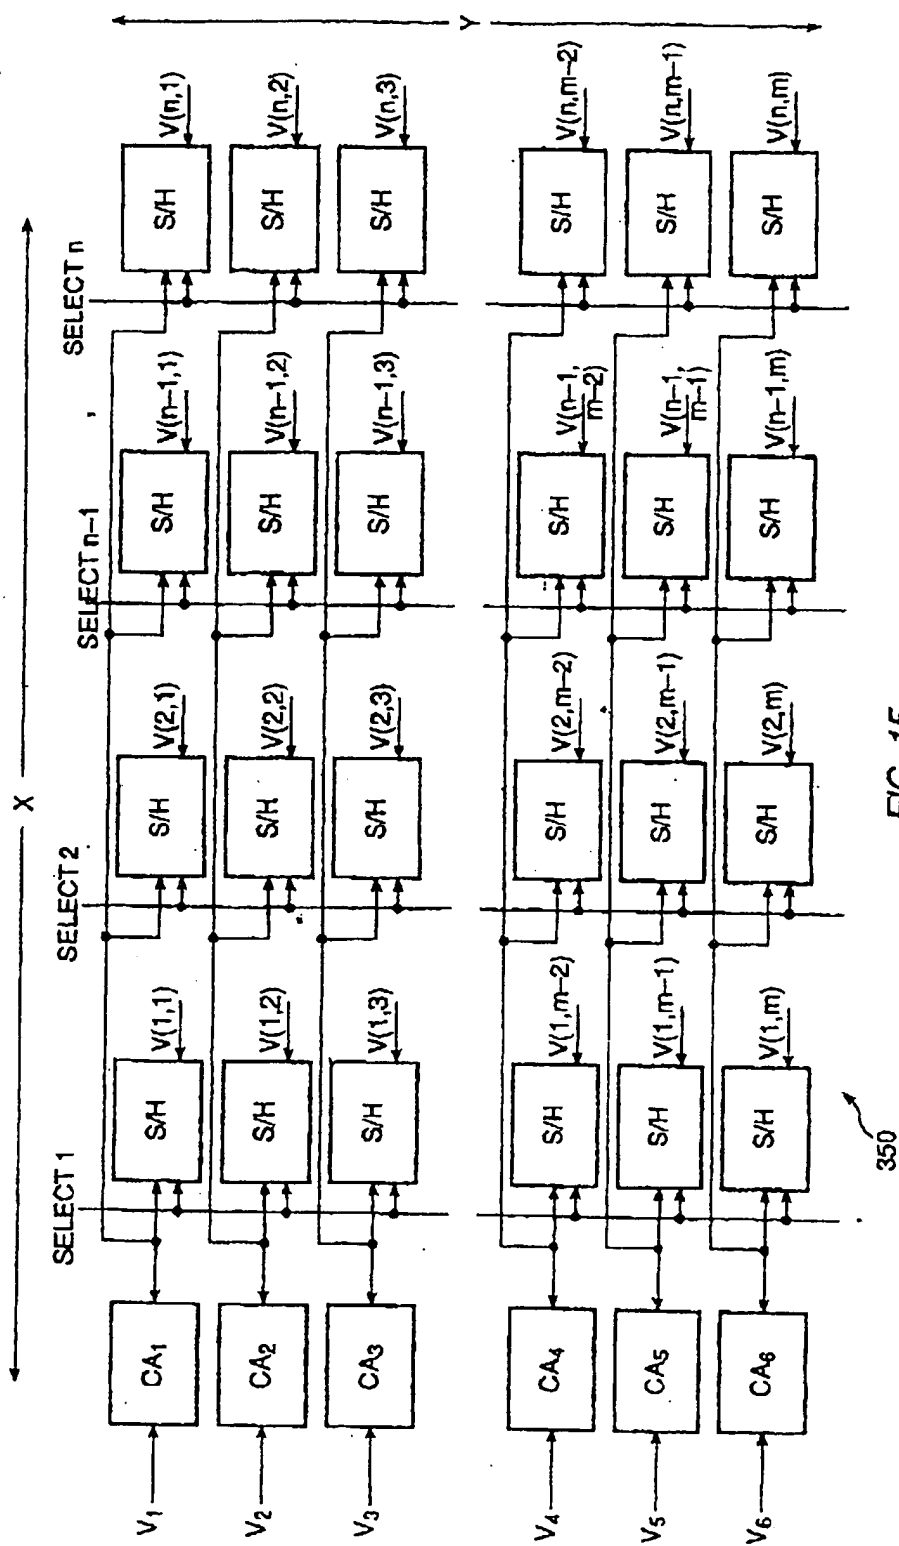 X
SELECT 1 SELECT 2 SELECT n-1 SELECT n
V1 CA1 S/H V(1,1) S/H V(2,1) S/H V(n-1,1) S/H V(n,1)
V2 CA2 S/H V(1,2) S/H V(2,2) S/H V(n-1,2) S/H V(n,2)
V3 CA3 S/H V(1,3) S/H V(2,3) S/H V(n-1,3) S/H V(n,3)
Y
V4 CA4 S/H V(1,m-2) S/H V(2,m-2) S/H V(n-1, m-2) S/H V(n,m-2)
V5 CA5 S/H V(1,m-1) S/H V(2,m-1) S/H V(n-1, m-1) S/H V(n,m-1)
V6 CA6 S/H V(1,m) S/H V(2,m) S/H V(n-1,m) S/H V(n,m)
350
FIG. 15